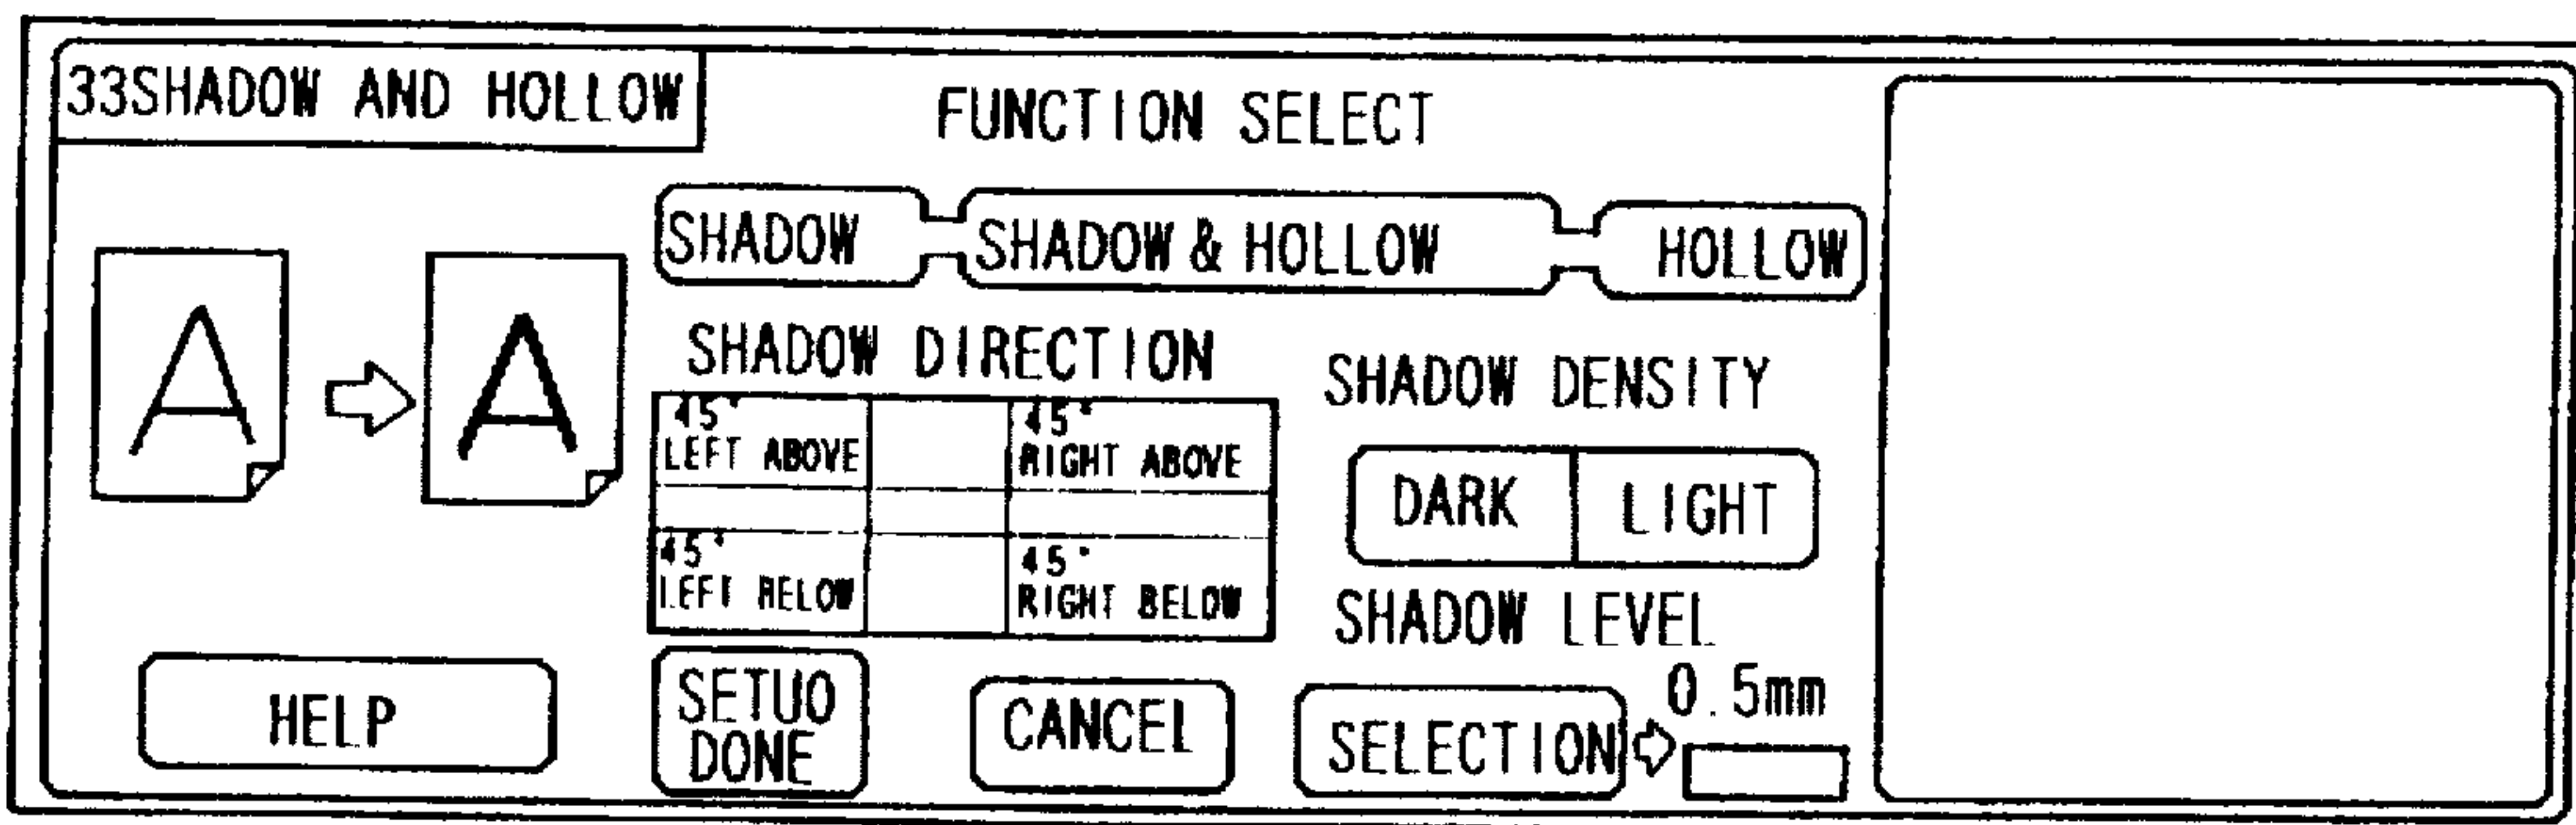 33SHADOW AND HOLLOW
FUNCTION SELECT
SHADOW
SHADOW & HOLLOW
HOLLOW
A
A
SHADOW DIRECTION
45°
LEFT ABOVE
45°
RIGHT ABOVE
45°
LEFT BELOW
45°
RIGHT BELOW
SHADOW DENSITY
DARK
LIGHT
SHADOW LEVEL
0.5mm
HELP
SETUO
DONE
CANCEL
SELECTION